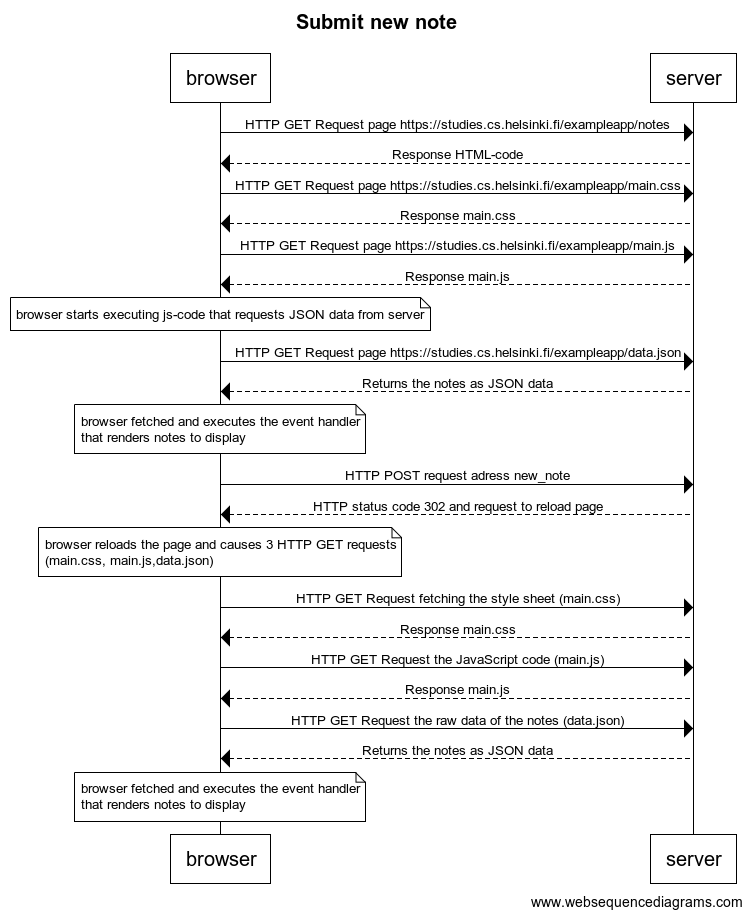 Submit new note
browser
server
HTTP GET Request page https://studies.cs.helsinki.fi/exampleapp/notes
Response HTML-code
HTTP GET Request page https://studies.cs.helsinki.fi/exampleapp/main.css
Response main.css
HTTP GET Request page https://studies.cs.helsinki.fi/exampleapp/main.js
Response main.js
browser starts executing js-code that requests JSON data from server
HTTP GET Request page https://studies.cs.helsinki.fi/exampleapp/data.json
Returns the notes as JSON data
browser fetched and executes the event handler
that renders notes to display
HTTP POST request adress new_note
HTTP status code 302 and request to reload page
browser reloads the page and causes 3 HTTP GET requests
(main.css, main.js,data.json)
HTTP GET Request fetching the style sheet (main.css)
Response main.css
HTTP GET Request the JavaScript code (main.js)
Response main.js
HTTP GET Request the raw data of the notes (data.json)
Returns the notes as JSON data
browser fetched and executes the event handler
that renders notes to display
browser
server
www.websequencediagrams.com